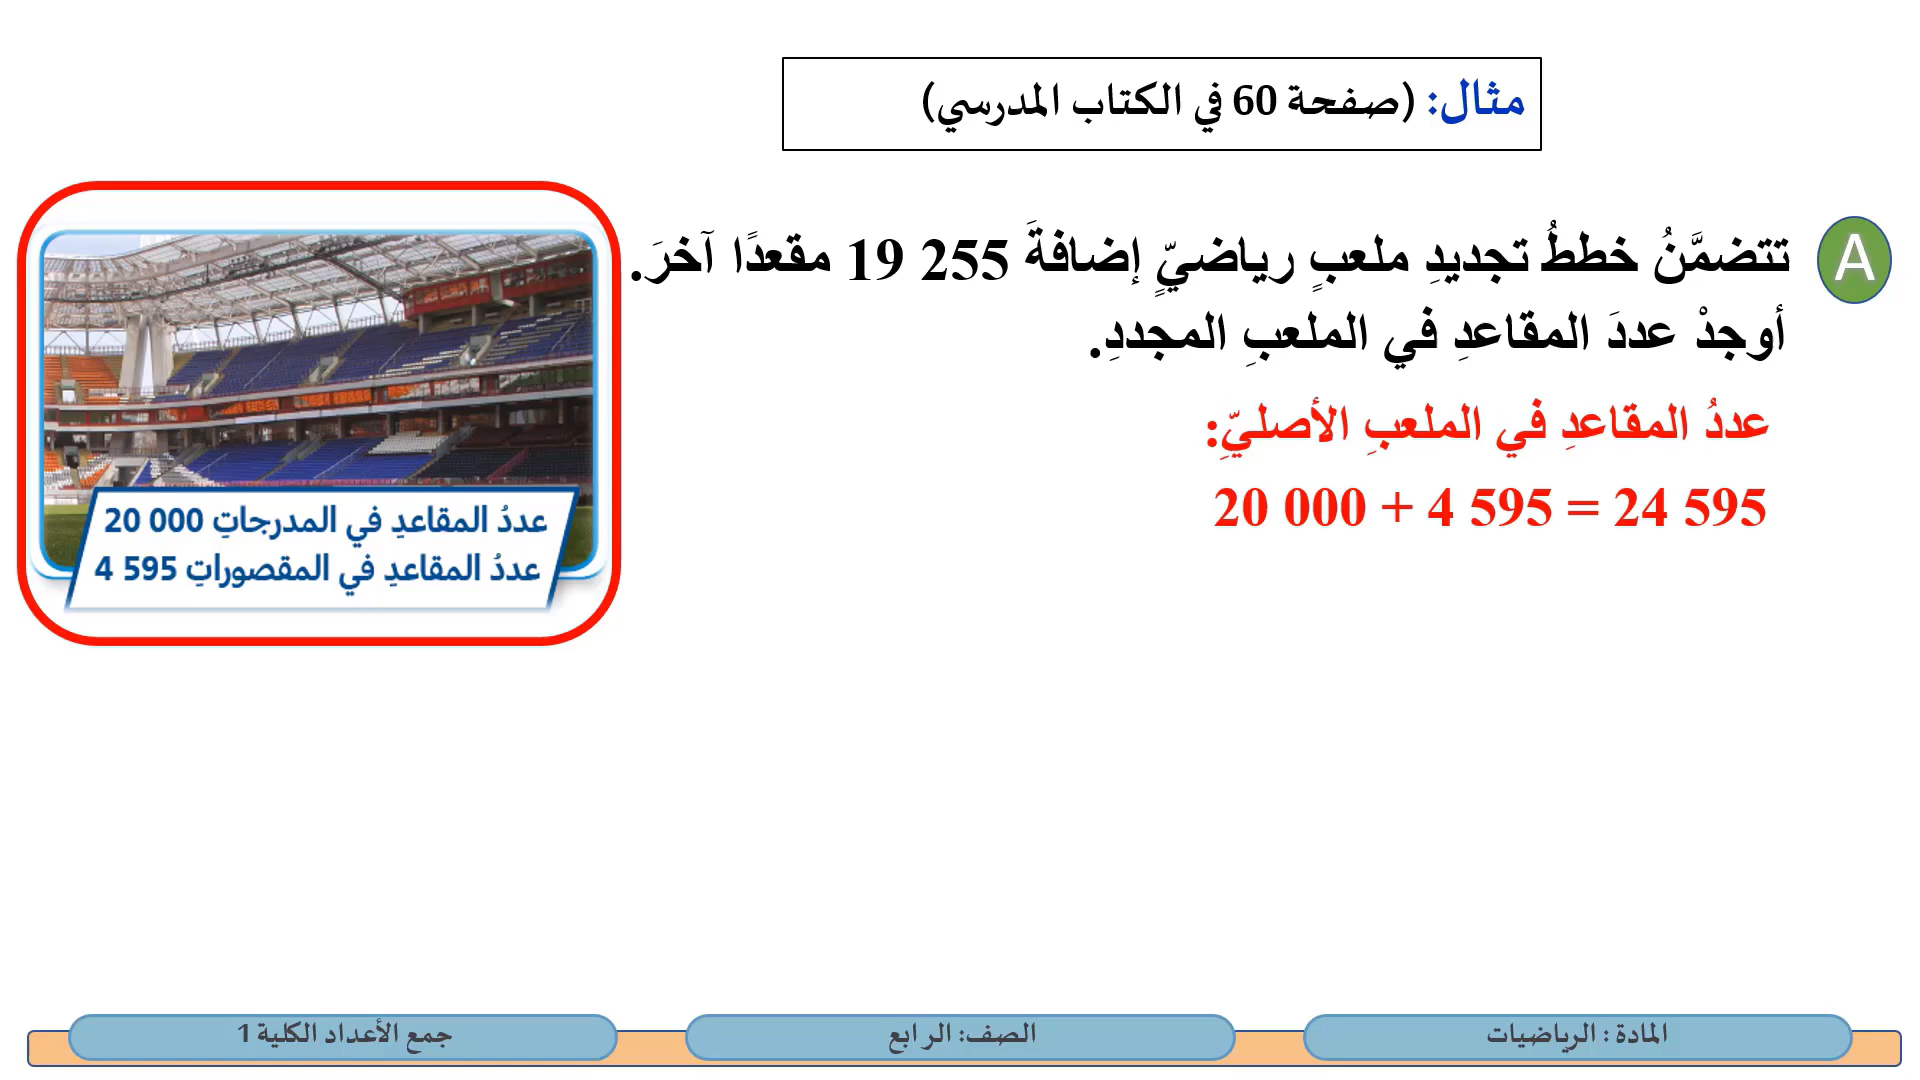 مثال: (صفحة 60 في الكتاب المدرسي)
A
تتضمَّنُ خططُ تجديدِ ملعبٍ رياضيٍّ إضافةَ 255 19 مقعدًا آخرَ.
أوجدْ عددَ المقاعدِ في الملعبِ المجددِ.
عددُ المقاعدِ في الملعبِ الأصليِّ:
20 000 + 4 595 = 24 595
عددُ المقاعدِ في المدرجاتِ 000 20
عددُ المقاعدِ في المقصوراتِ 595 4
المادة : الرياضيات
الصف: الرابع
جمع الأعداد الكلية 1